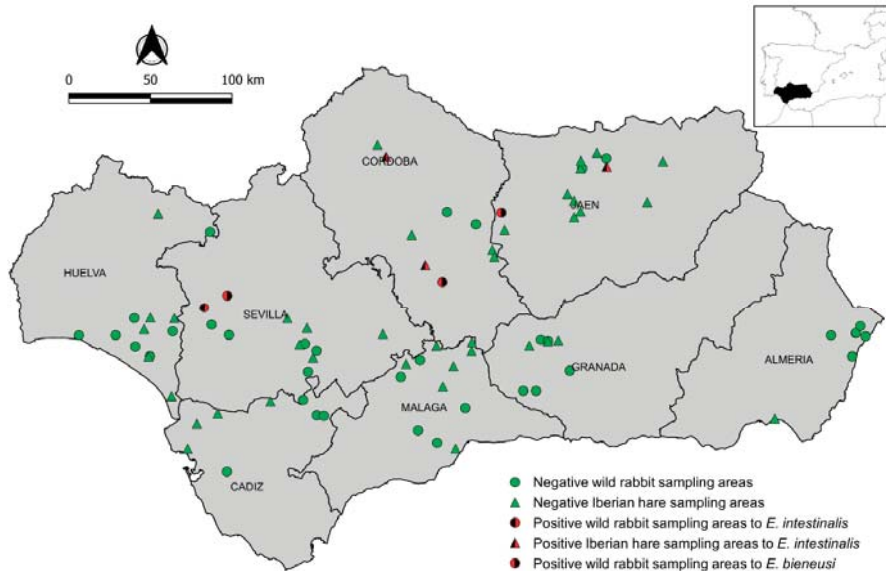 0 50 100 km
CORDOBA
JAEN
HUELVA
SEVILLA
GRANADA
ALMERIA
MALAGA
CADIZ
Negative wild rabbit sampling areas
Negative Iberian hare sampling areas
Positive wild rabbit sampling areas to E. intestinalis
Positive Iberian hare sampling areas to E. intestinalis
Positive wild rabbit sampling areas to E. bieneusi